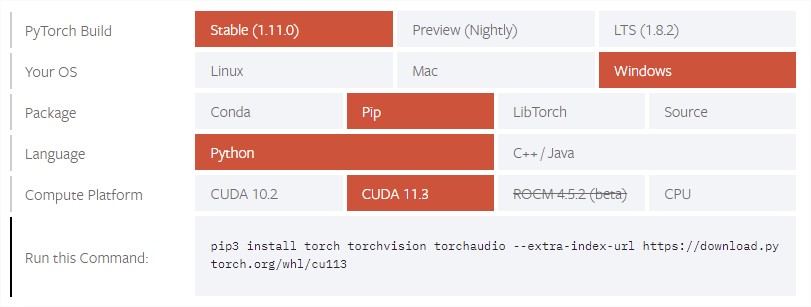 PyTorch Build Stable (1.11.0) Preview (Nightly) LTS (1.8.2)
Your OS Linux Mac Windows
Package Conda Pip LibTorch Source
Language Python C++ / Java
Compute Platform CUDA 10.2 CUDA 11.3 ROCM 4.5.2 (beta) CPU
Run this Command: pip3 install torch torchvision torchaudio --extra-index-url https://download.py
torch.org/whl/cu113